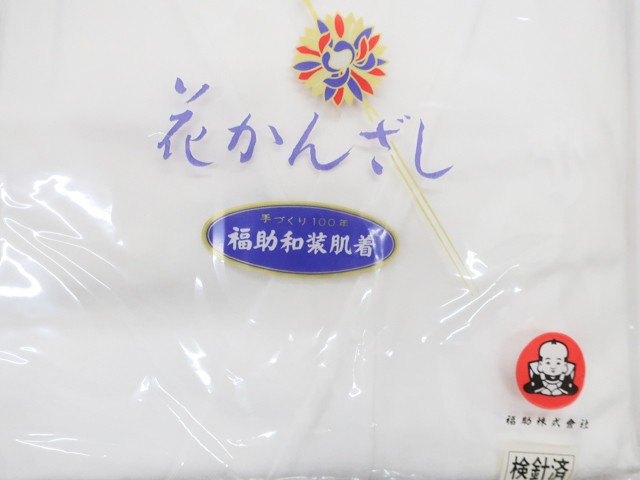 花かんざし
手づくり100年
福助和装肌着
福助株式會社
検針済